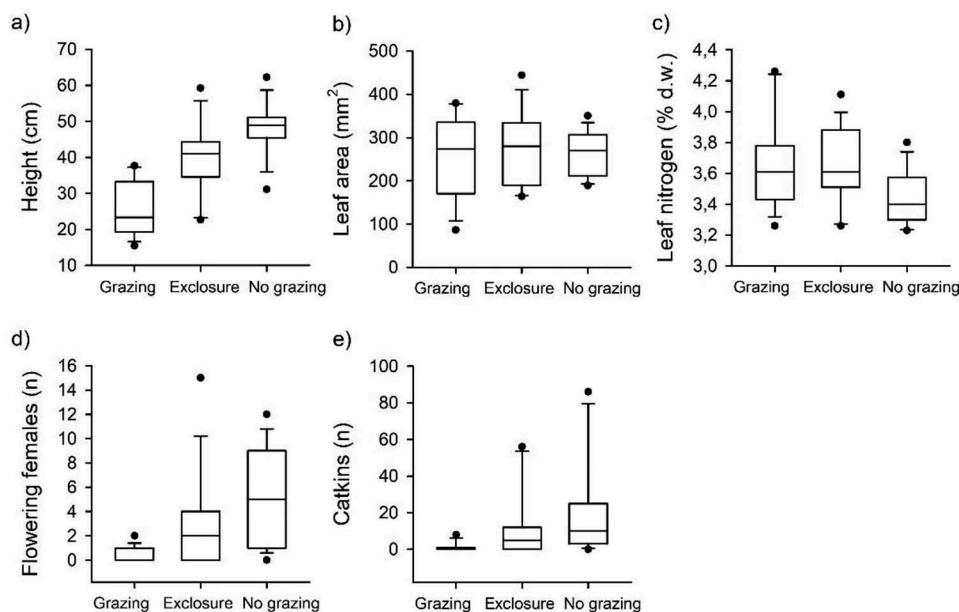 a)
Height (cm)
70
60
50
40
30
20
10
Grazing Exclosure No grazing
b)
Leaf area (mm²)
500
400
300
200
100
0
Grazing Exclosure No grazing
c)
Leaf nitrogen (% d.w.)
4,4
4,2
4,0
3,8
3,6
3,4
3,2
3,0
Grazing Exclosure No grazing
d)
Flowering females (n)
16
14
12
10
8
6
4
2
0
Grazing Exclosure No grazing
e)
Catkins (n)
100
80
60
40
20
0
Grazing Exclosure No grazing